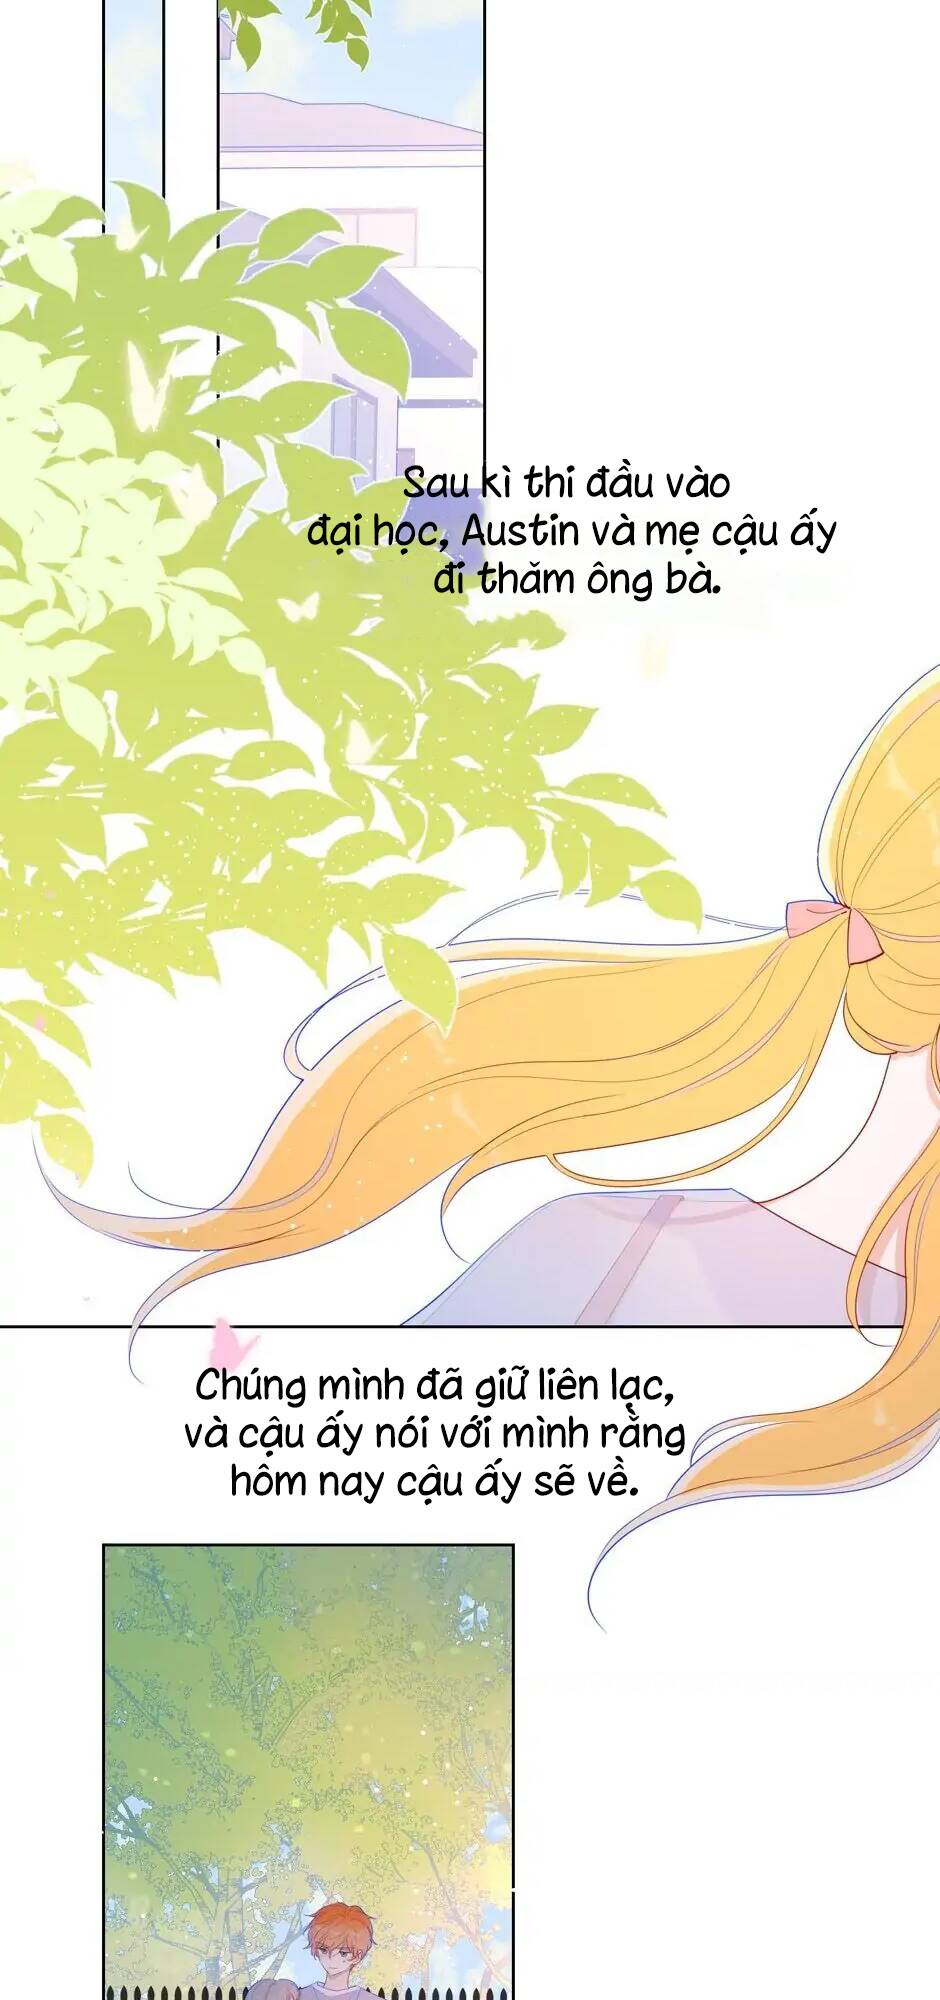 Sau kì thi đầu vào
đại học, Austin và mẹ cậu ấy
đi thăm ông bà.
Chúng mình đã giữ liên lạc,
và cậu ấy nói với mình rằng
hôm nay cậu ấy sẽ về.